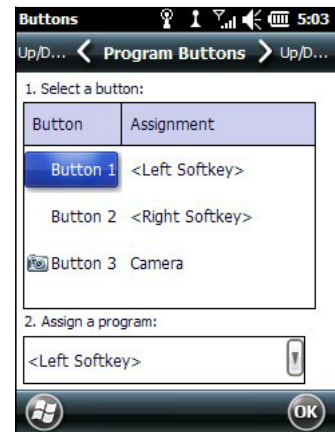 Buttons 5:03
Up/D... Program Buttons Up/D...
1. Select a button:
Button Assignment
Button 1 <Left Softkey>
Button 2 <Right Softkey>
Button 3 Camera
2. Assign a program:
<Left Softkey>
OK